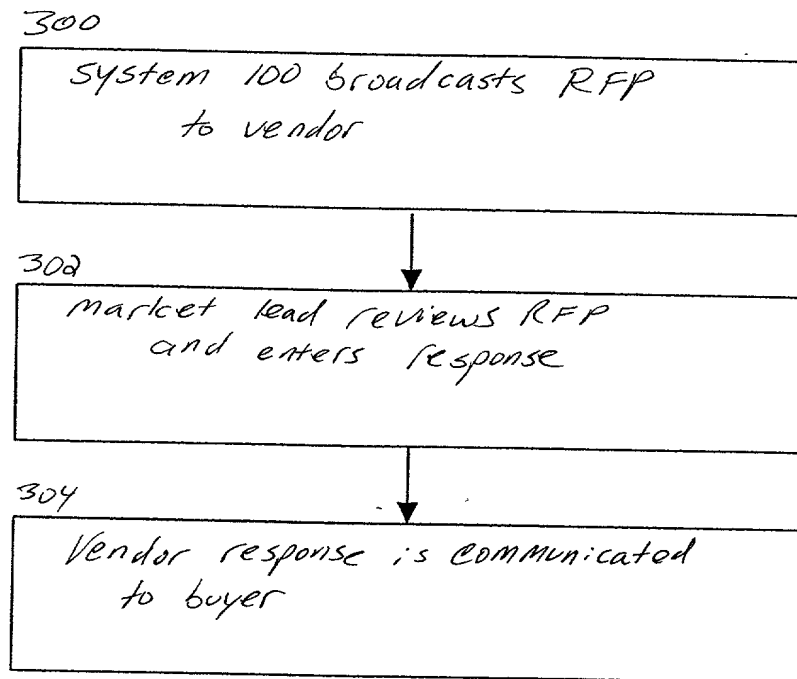 300
System 100 broadcasts RFP
to vendor
302
Market lead reviews RFP
and enters response
304
Vendor response is communicated
to buyer